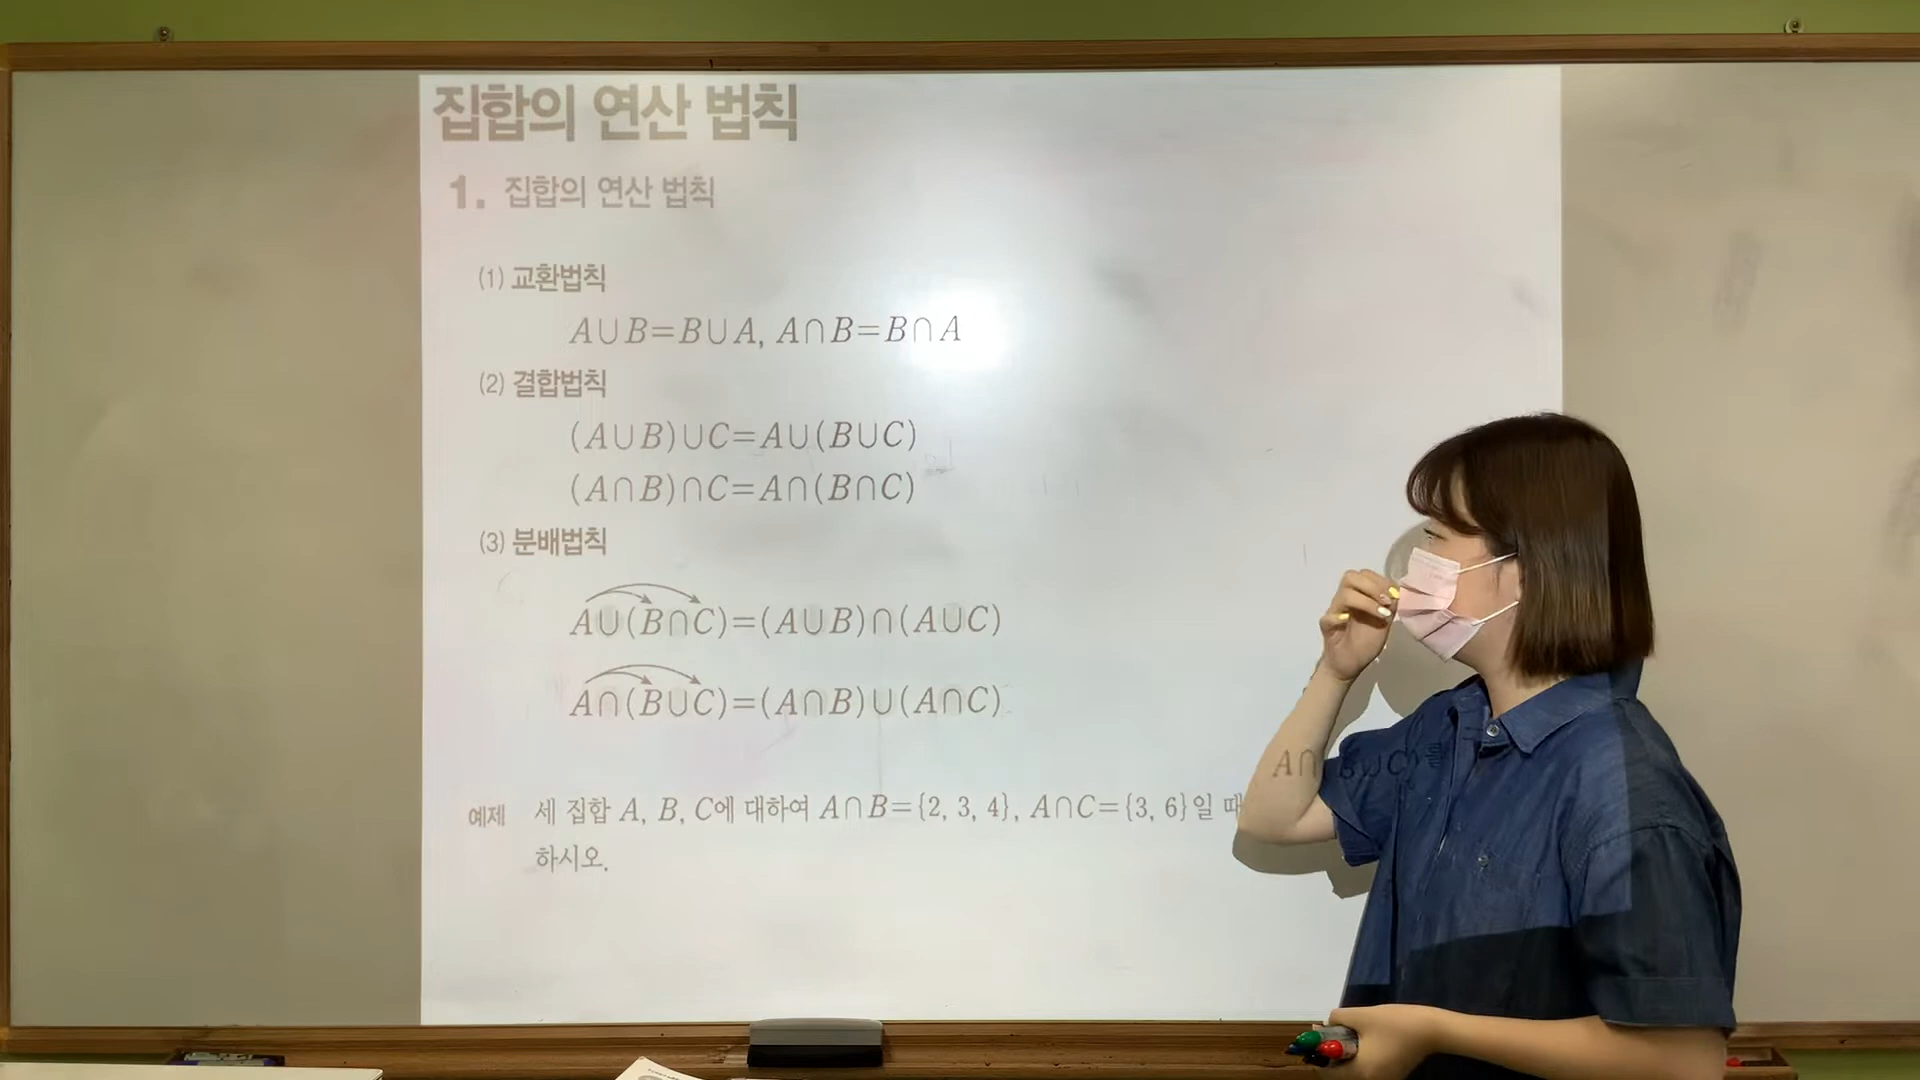 집합의 연산 법칙
1. 집합의 연산 법칙
(1) 교환법칙
A∪B=B∪A, A∩B=B∩A
(2) 결합법칙
(A∪B)∪C=A∪(B∪C)
(A∩B)∩C=A∩(B∩C)
(3) 분배법칙
A∪(B∩C)=(A∪B)∩(A∪C)
A∩(B∪C)=(A∩B)∪(A∩C)
예제 세 집합 A, B, C에 대하여 A∩B={2, 3, 4}, A∩C={3, 6}일 때 A∩(B∪C)를
하시오.